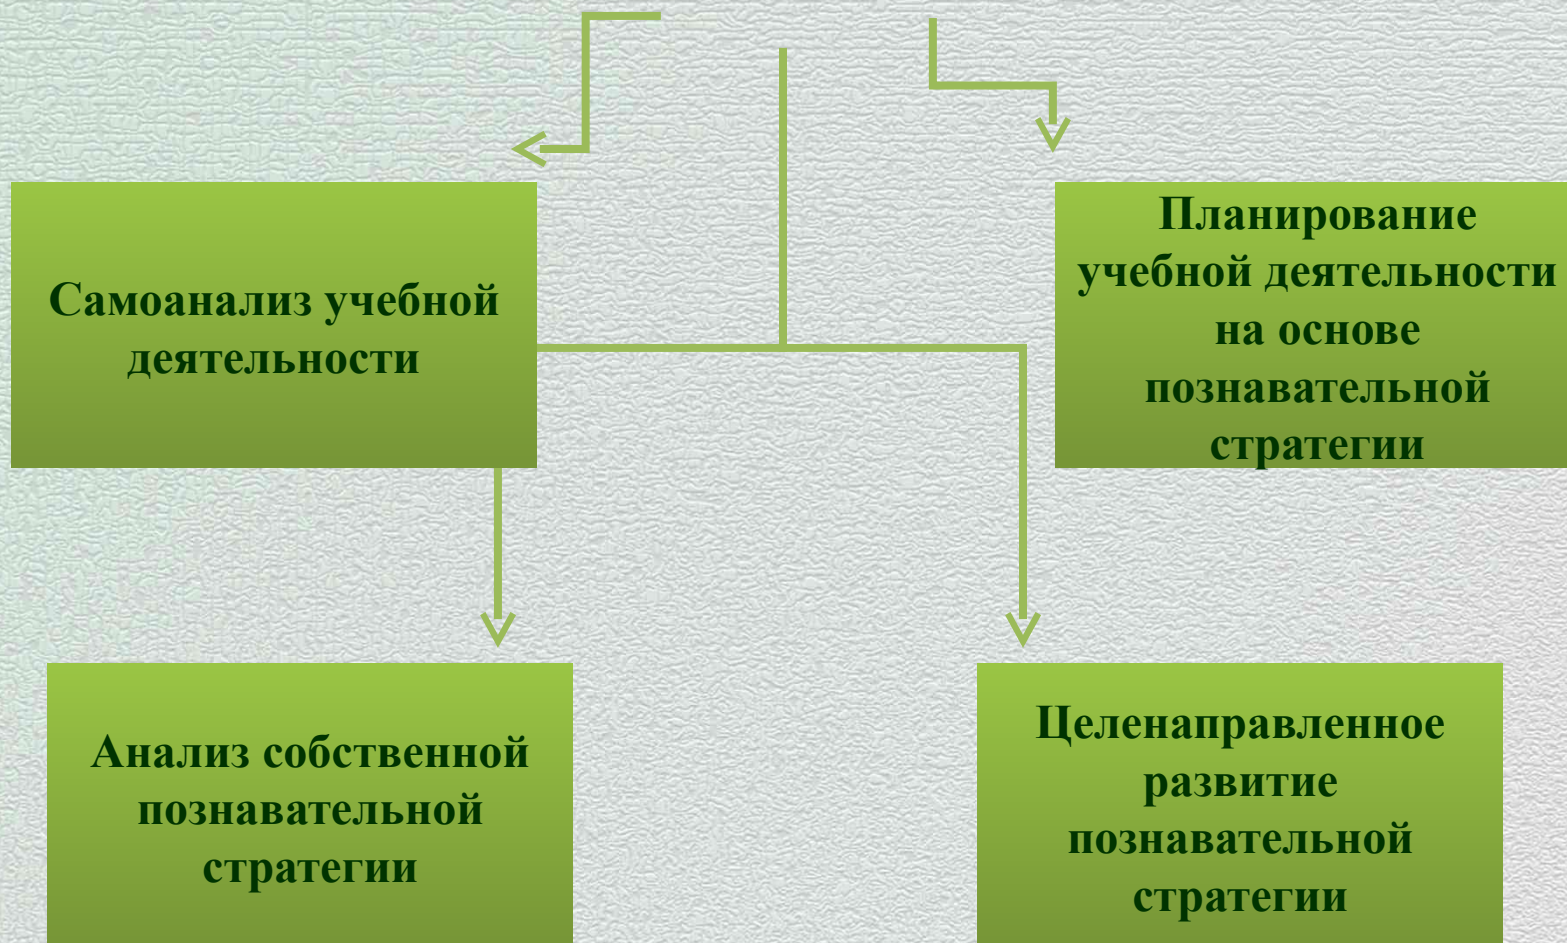 Самоанализ учебной
деятельности
Планирование
учебной деятельности
на основе
познавательной
стратегии
Анализ собственной
познавательной
стратегии
Целенаправленное
развитие
познавательной
стратегии